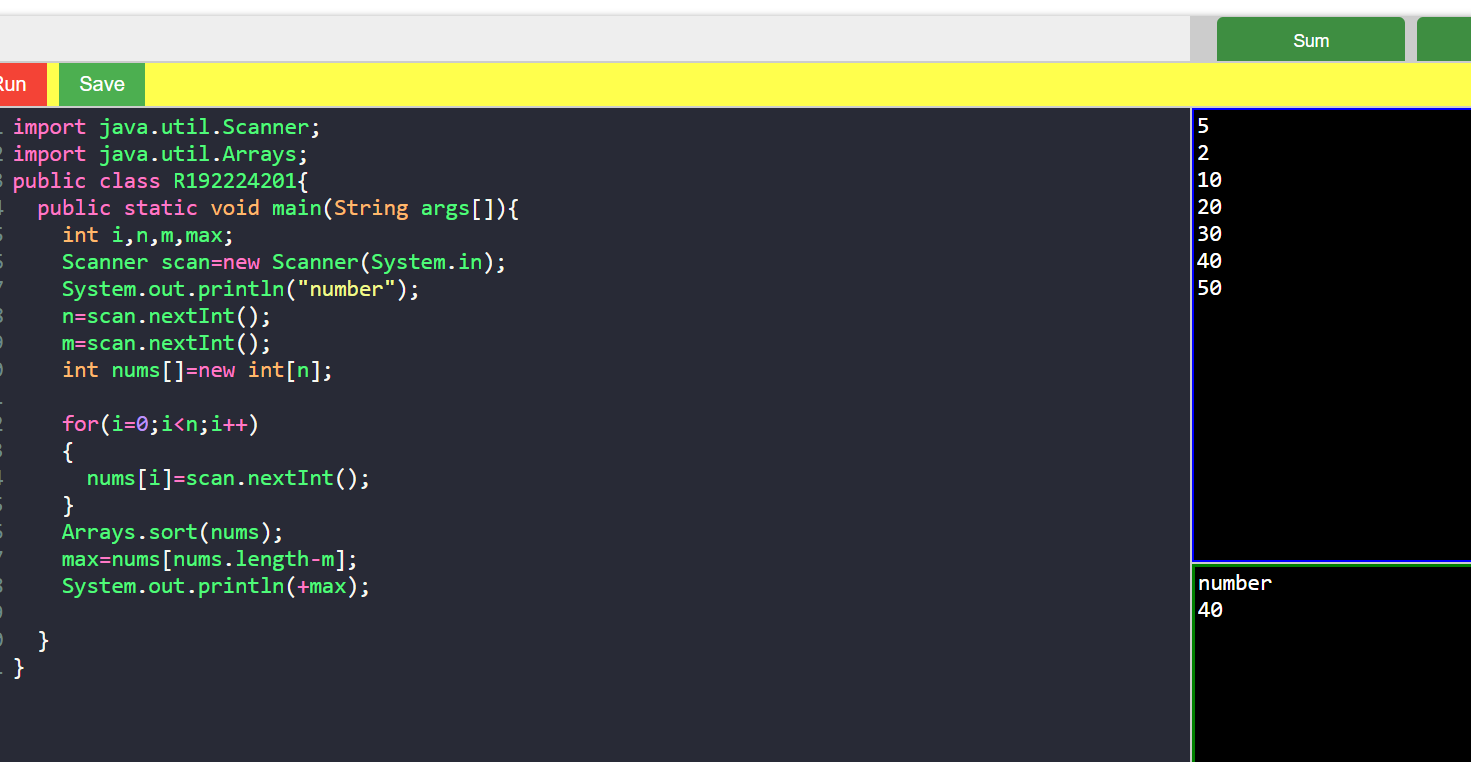 Sum
Run Save
import java.util.Scanner;
import java.util.Arrays;
public class R192224201{
public static void main(String args[]){
int i,n,m,max;
Scanner scan=new Scanner(System.in);
System.out.println("number");
n=scan.nextInt();
m=scan.nextInt();
int nums[]=new int[n];
for(i=0;i<n;i++)
{
nums[i]=scan.nextInt();
}
Arrays.sort(nums);
max=nums[nums.length-m];
System.out.println(+max);
}
}
5
2
10
20
30
40
50
number
40